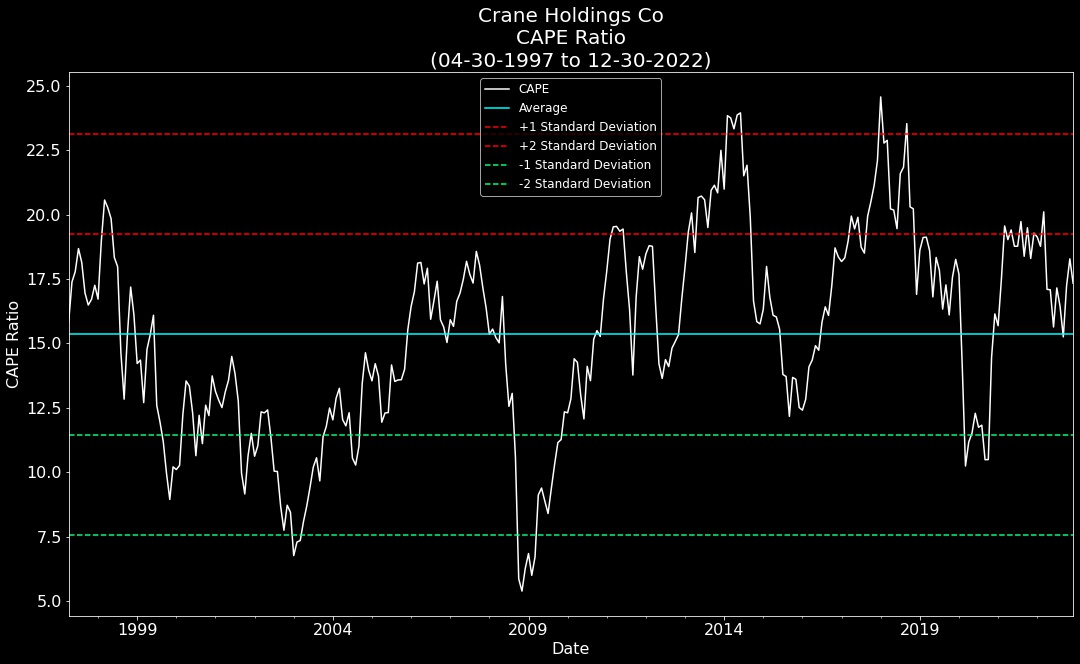 Crane Holdings Co
CAPE Ratio
(04-30-1997 to 12-30-2022)
CAPE
Average
+1 Standard Deviation
+2 Standard Deviation
-1 Standard Deviation
-2 Standard Deviation
25.0
22.5
20.0
17.5
15.0
12.5
10.0
7.5
5.0
CAPE Ratio
1999 2004 2009 2014 2019
Date